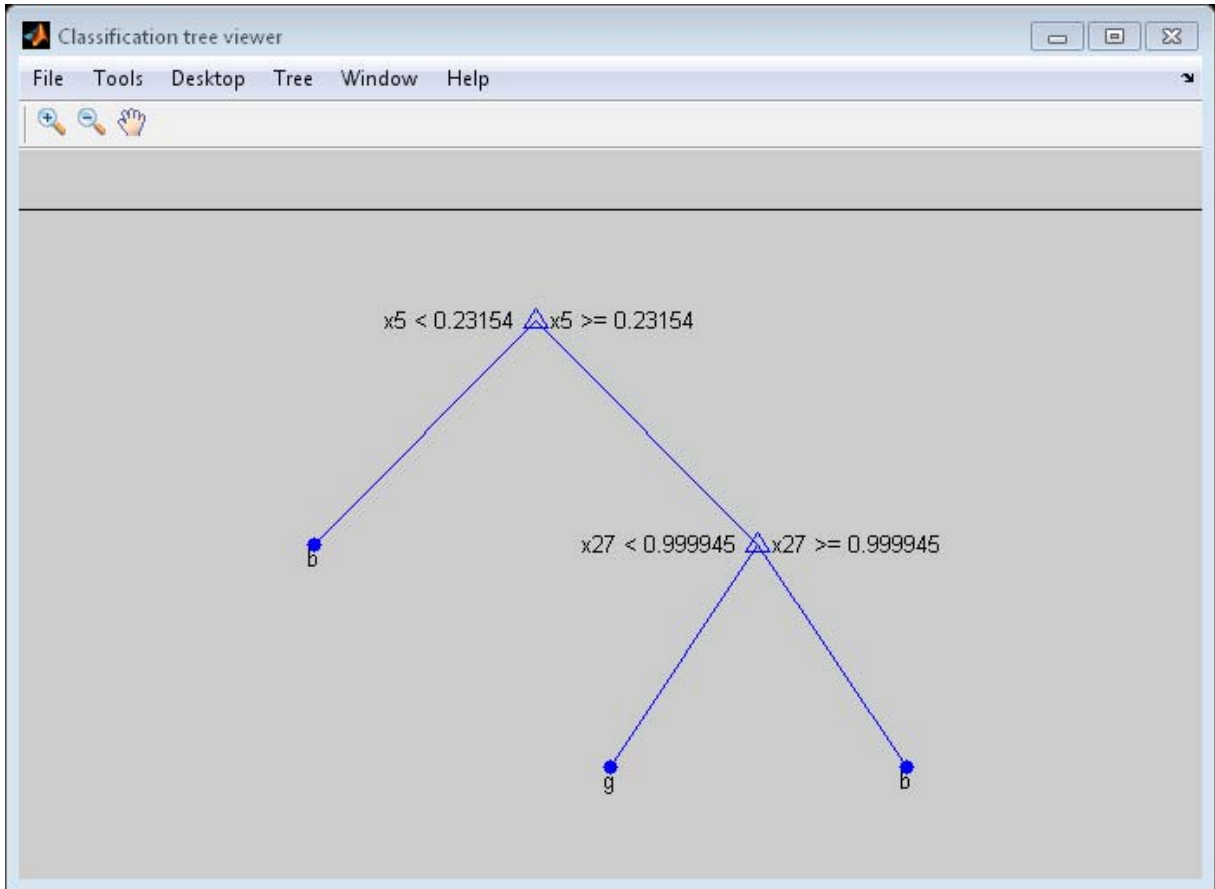 Classification tree viewer
File Tools Desktop Tree Window Help
x5 < 0.23154 x5 >= 0.23154
b
x27 < 0.999945 x27 >= 0.999945
g
b